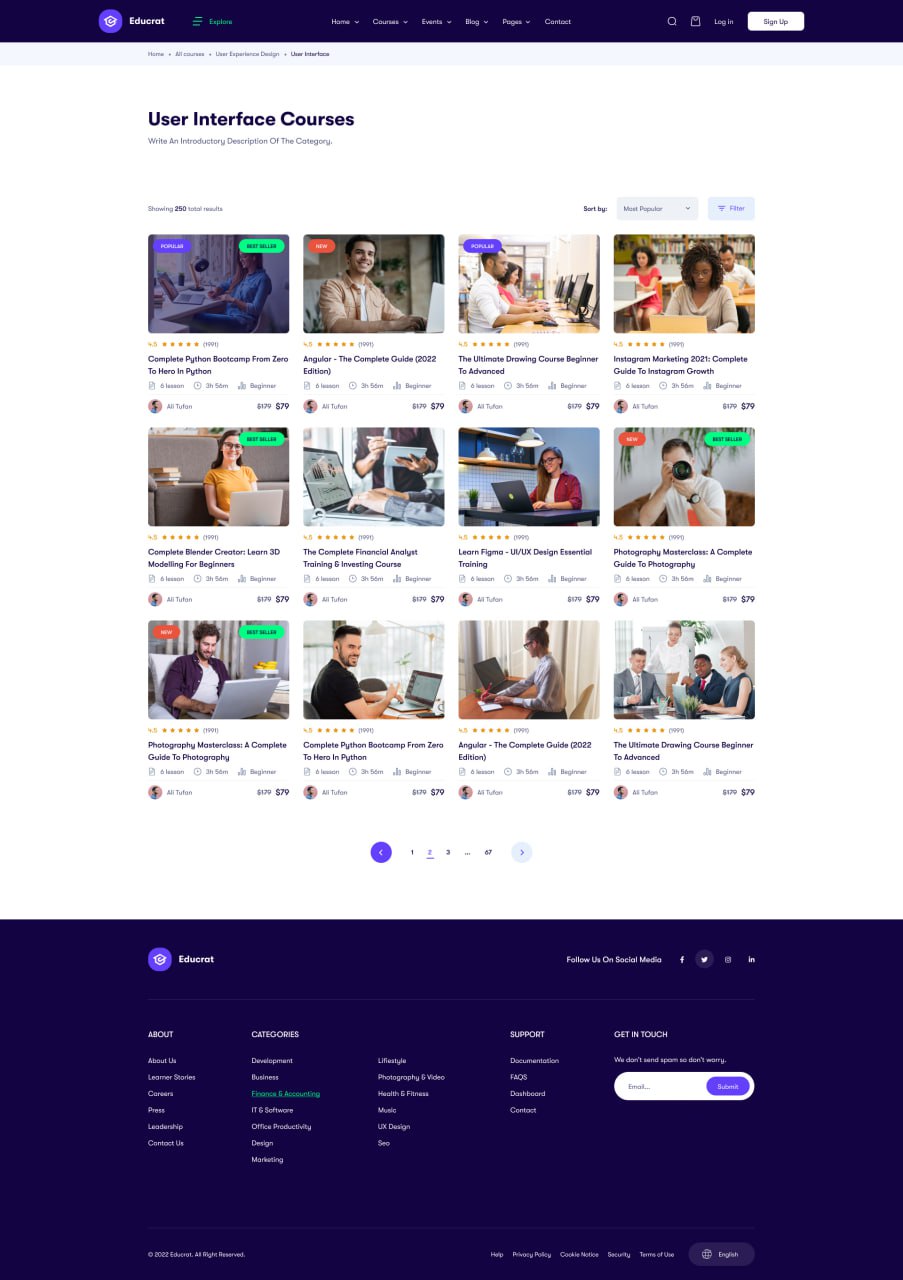 Educrat
Explore
Home Courses Events Blog Pages Contact
Log in
Sign Up
Home • All courses • User Experience Design • User Interface
User Interface Courses
Write An Introductory Description Of The Category.
Showing 250 total results
Sort by:
Most Popular
Filter
POPULAR
BEST SELLER
NEW
POPULAR
4.5 (1991)
4.5 (1991)
4.5 (1991)
4.5 (1991)
Complete Python Bootcamp From Zero
To Hero In Python
Angular - The Complete Guide (2022
Edition)
The Ultimate Drawing Course Beginner
To Advanced
Instagram Marketing 2021: Complete
Guide To Instagram Growth
6 lesson 3h 56m Beginner
6 lesson 3h 56m Beginner
6 lesson 3h 56m Beginner
6 lesson 3h 56m Beginner
Ali Tufan $179 $79
Ali Tufan $179 $79
Ali Tufan $179 $79
Ali Tufan $179 $79
BEST SELLER
NEW
BEST SELLER
4.5 (1991)
4.5 (1991)
4.5 (1991)
4.5 (1991)
Complete Blender Creator: Learn 3D
Modelling For Beginners
The Complete Financial Analyst
Training & Investing Course
Learn Figma - UI/UX Design Essential
Training
Photography Masterclass: A Complete
Guide To Photography
6 lesson 3h 56m Beginner
6 lesson 3h 56m Beginner
6 lesson 3h 56m Beginner
6 lesson 3h 56m Beginner
Ali Tufan $179 $79
Ali Tufan $179 $79
Ali Tufan $179 $79
Ali Tufan $179 $79
NEW
BEST SELLER
4.5 (1991)
4.5 (1991)
4.5 (1991)
4.5 (1991)
Photography Masterclass: A Complete
Guide To Photography
Complete Python Bootcamp From Zero
To Hero In Python
Angular - The Complete Guide (2022
Edition)
The Ultimate Drawing Course Beginner
To Advanced
6 lesson 3h 56m Beginner
6 lesson 3h 56m Beginner
6 lesson 3h 56m Beginner
6 lesson 3h 56m Beginner
Ali Tufan $179 $79
Ali Tufan $179 $79
Ali Tufan $179 $79
Ali Tufan $179 $79
1 2 3 ... 67
Educrat
Follow Us On Social Media
ABOUT
About Us
Learner Stories
Careers
Press
Leadership
Contact Us
CATEGORIES
Development
Business
Finance & Accounting
IT & Software
Office Productivity
Design
Marketing
Lifiestyle
Photography & Video
Health & Fitness
Music
UX Design
Seo
SUPPORT
Documentation
FAQS
Dashboard
Contact
GET IN TOUCH
We don't send spam so don't worry.
Email...
Submit
© 2022 Educrat. All Right Reserved.
Help Privacy Policy Cookie Notice Security Terms of Use
English